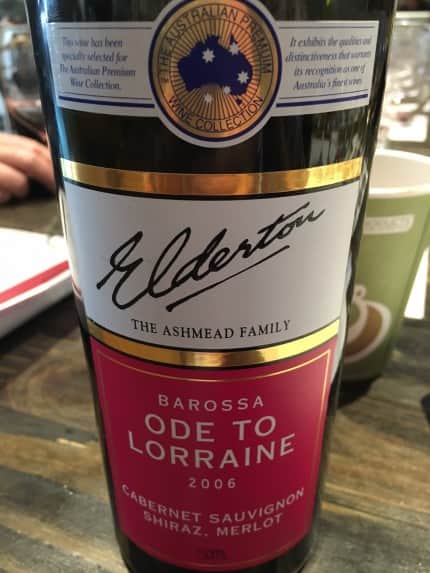 This wine has been
specially selected for
The Australian Premium
Wine Collection.
THE AUSTRALIAN PREMIUM
WINE COLLECTION
It exhibits the qualities and
distinctiveness that warrants
its recognition as one of
Australia's finest wines
Elderton
THE ASHMEAD FAMILY
BAROSSA
ODE TO
LORRAINE
2006
CABERNET SAUVIGNON
SHIRAZ, MERLOT